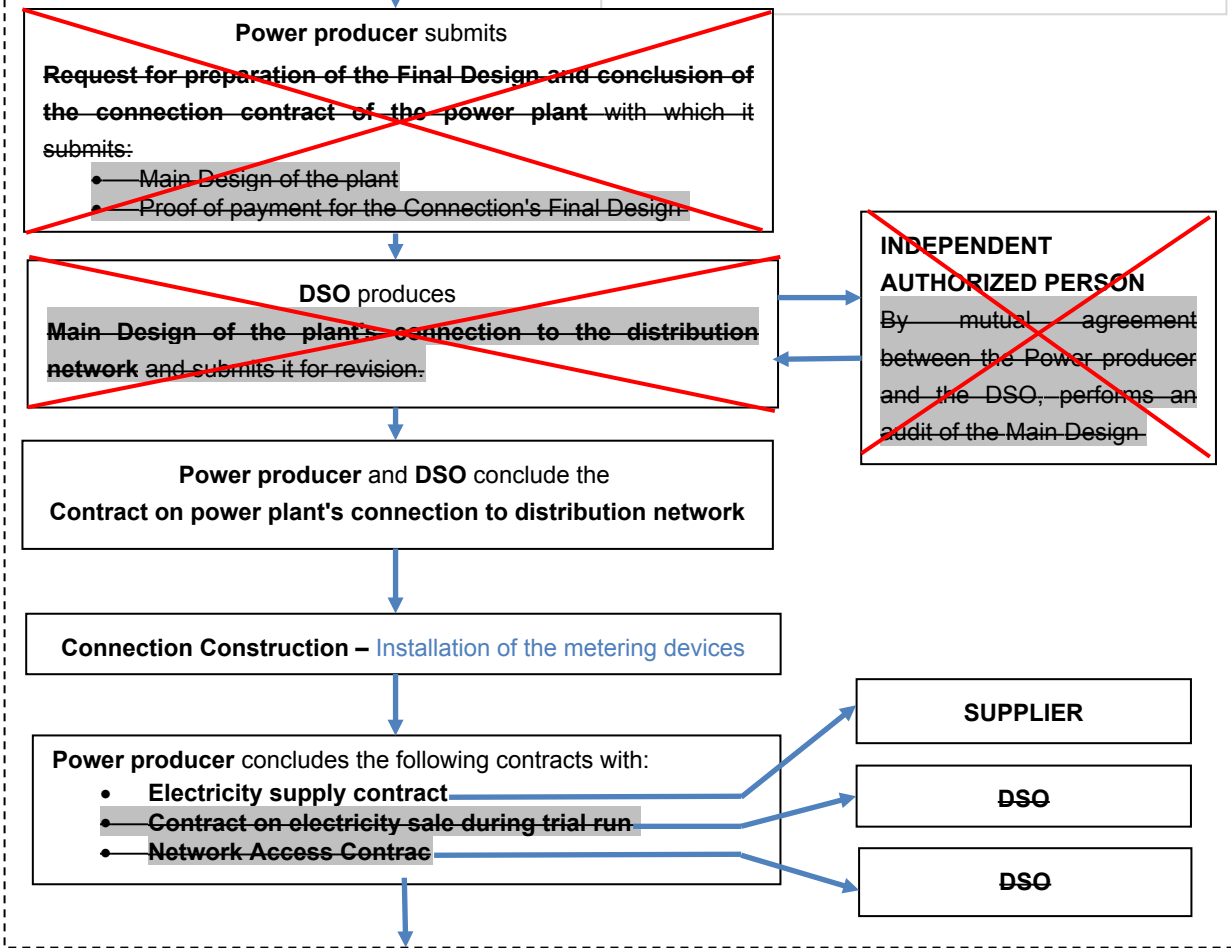 Power producer submits
Request for preparation of the Final Design and conclusion of
the connection contract of the power plant with which it
submits:
• Main Design of the plant
• Proof of payment for the Connection's Final Design
INDEPENDENT
AUTHORIZED PERSON
By mutual agreement
between the Power producer
and the DSO, performs an
audit of the Main Design
DSO produces
Main Design of the plant's connection to the distribution
network and submits it for revision.
Power producer and DSO conclude the
Contract on power plant's connection to distribution network
Connection Construction – Installation of the metering devices
Power producer concludes the following contracts with:
• Electricity supply contract
• Contract on electricity sale during trial run
• Network Access Contrac
SUPPLIER
DSO
DSO